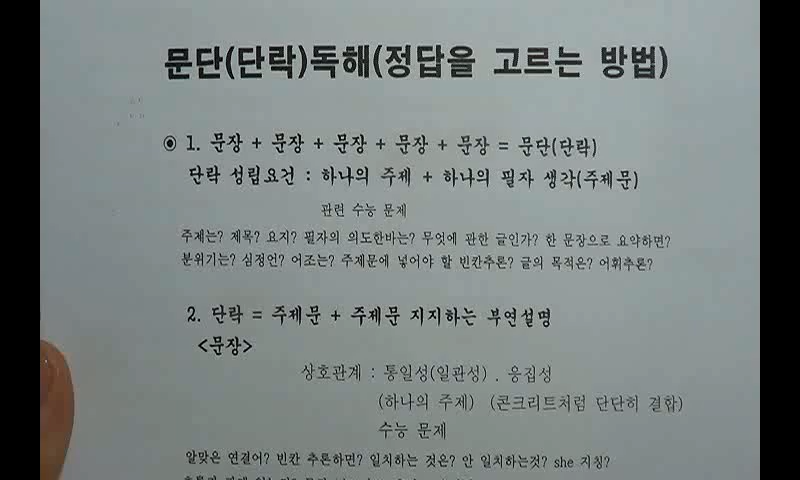 문단(단락)독해(정답을 고르는 방법)
◉ 1. 문장 + 문장 + 문장 + 문장 + 문장 = 문단(단락)
단락 성립요건 : 하나의 주제 + 하나의 필자 생각(주제문)
관련 수능 문제
주제는? 제목? 요지? 필자의 의도한바는? 무엇에 관한 글인가? 한 문장으로 요약하면?
분위기는? 심정언? 어조는? 주제문에 넣어야 할 빈칸추론? 글의 목적은? 어휘추론?
2. 단락 = 주제문 + 주제문 지지하는 부연설명
<문장>
상호관계 : 통일성(일관성) . 응집성
(하나의 주제) (콘크리트처럼 단단히 결합)
수능 문제
알맞은 연결어? 빈칸 추론하면? 일치하는 것은? 안 일치하는것? she 지칭?